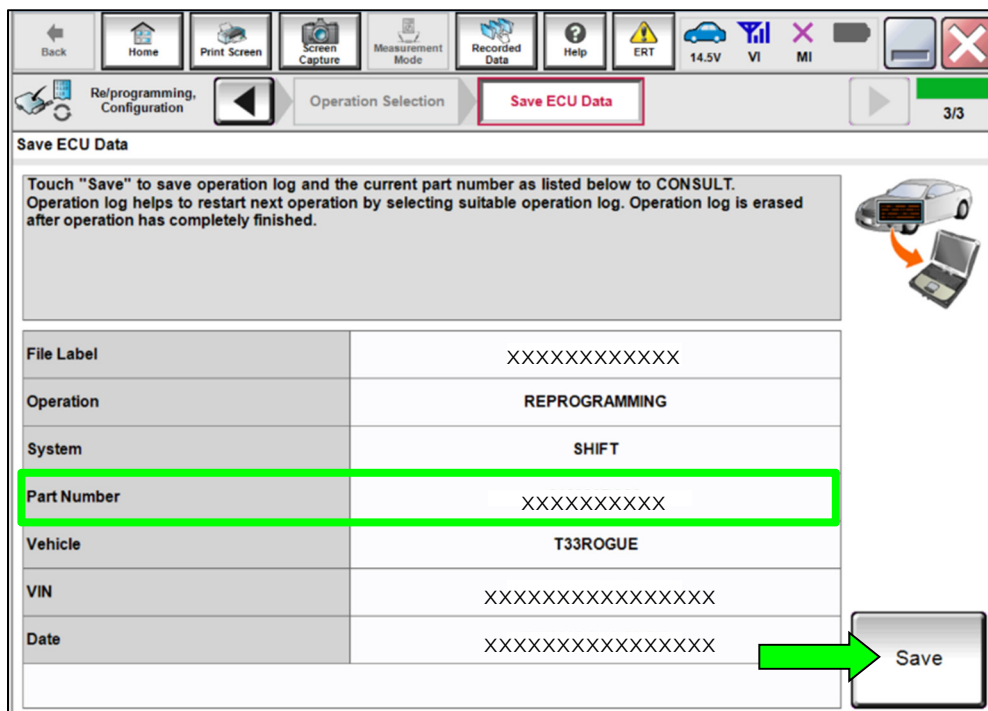 Back
Home
Print Screen
Screen Capture
Measurement Mode
Recorded Data
Help
ERT
14.5V
VI
MI
Re/programming, Configuration
Operation Selection
Save ECU Data
3/3
Save ECU Data
Touch "Save" to save operation log and the current part number as listed below to CONSULT.
Operation log helps to restart next operation by selecting suitable operation log. Operation log is erased
after operation has completely finished.
File Label XXXXXXXXXXXX
Operation REPROGRAMMING
System SHIFT
Part Number XXXXXXXXXX
Vehicle T33ROGUE
VIN XXXXXXXXXXXXXXXX
Date XXXXXXXXXXXXXXXX
Save